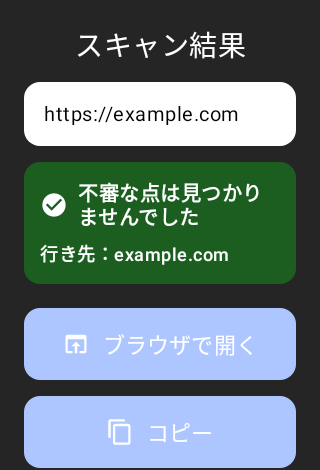 スキャン結果
https://example.com
不審な点は見つかり
ませんでした
行き先：example.com
ブラウザで開く
コピー